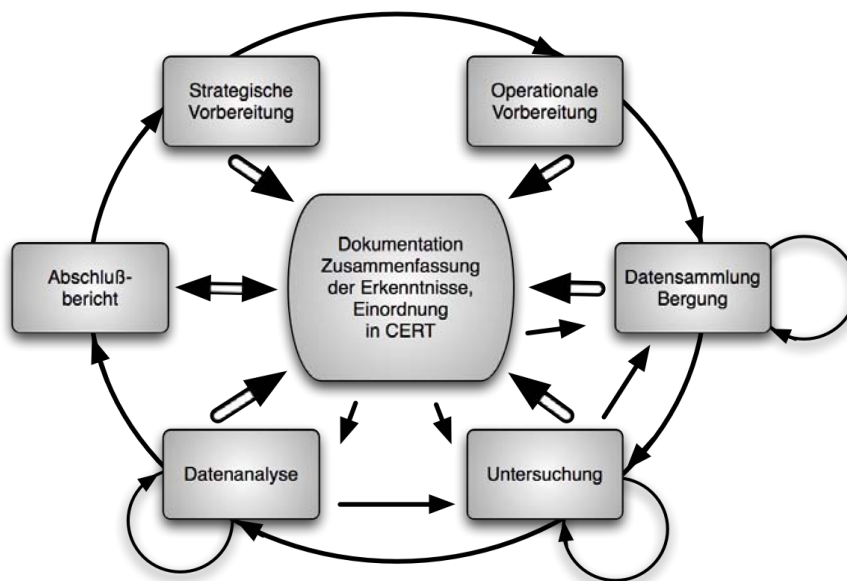 Strategische
Vorbereitung
Operationale
Vorbereitung
Dokumentation
Zusammenfassung
der Erkenntnisse,
Einordnung
in CERT
Abschluß-
bericht
Datensammlung
Bergung
Datenanalyse
Untersuchung